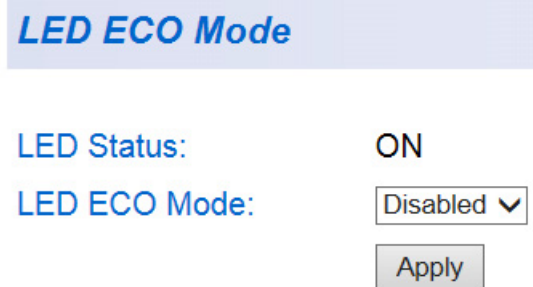 LED ECO Mode
LED Status: ON
LED ECO Mode: Disabled
Apply